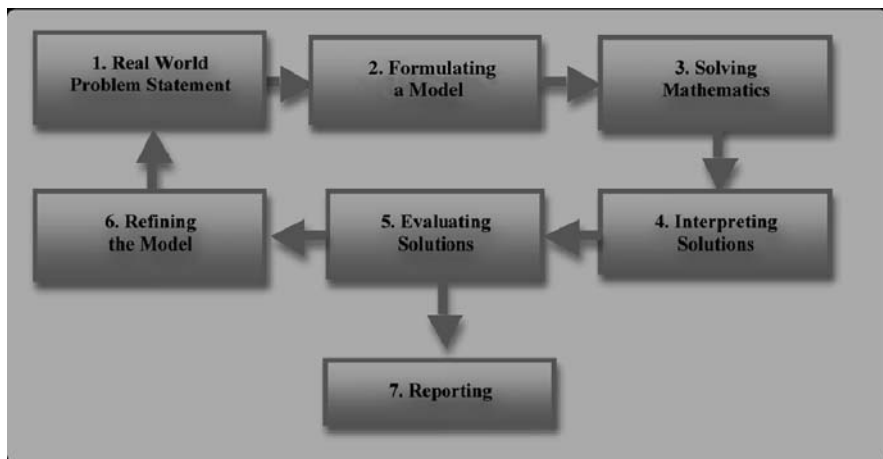 1. Real World
Problem Statement
2. Formulating
a Model
3. Solving
Mathematics
4. Interpreting
Solutions
5. Evaluating
Solutions
6. Refining
the Model
7. Reporting